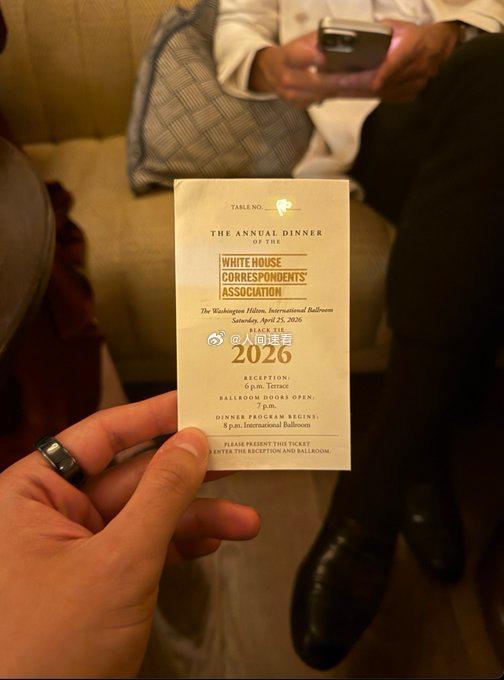 TABLE NO.
THE ANNUAL DINNER
OF THE
WHITE HOUSE
CORRESPONDENTS'
ASSOCIATION
The Washington Hilton, International Ballroom
Saturday, April 25, 2026
BLACK TIE
@人间速看
2026
RECEPTION:
6 p.m. Terrace
BALLROOM DOORS OPEN:
7 p.m.
DINNER PROGRAM BEGINS:
8 p.m. International Ballroom
PLEASE PRESENT THIS TICKET
ENTER THE RECEPTION AND BALLROOM.